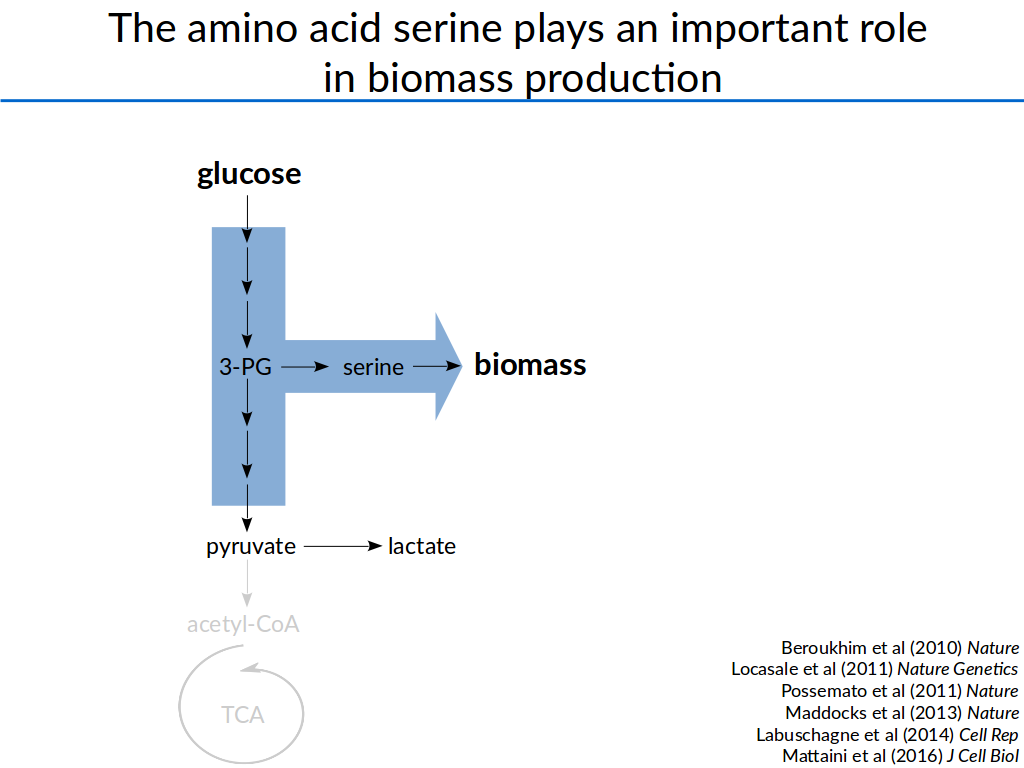 The amino acid serine plays an important role
in biomass production
glucose
3-PG
serine
biomass
pyruvate
lactate
acetyl-CoA
TCA
Beroukhim et al (2010) Nature
Locasale et al (2011) Nature Genetics
Possemato et al (2011) Nature
Maddocks et al (2013) Nature
Labuschagne et al (2014) Cell Rep
Mattaini et al (2016) J Cell Biol